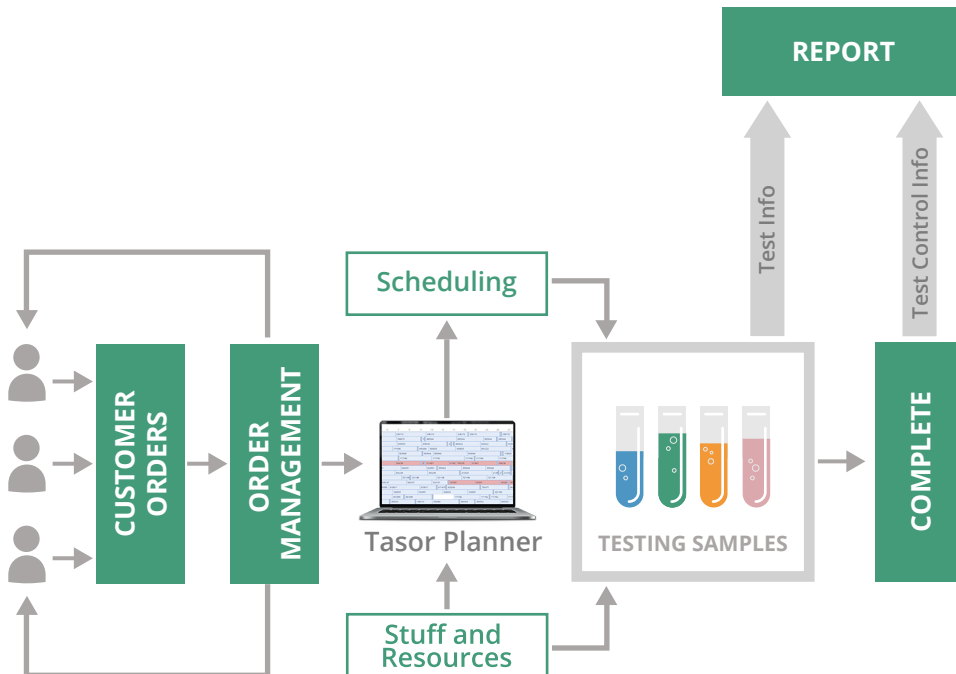 REPORT
Test Info
Test Control Info
Scheduling
CUSTOMER
ORDERS
ORDER
MANAGEMENT
Tasor Planner
TESTING SAMPLES
COMPLETE
Stuff and
Resources